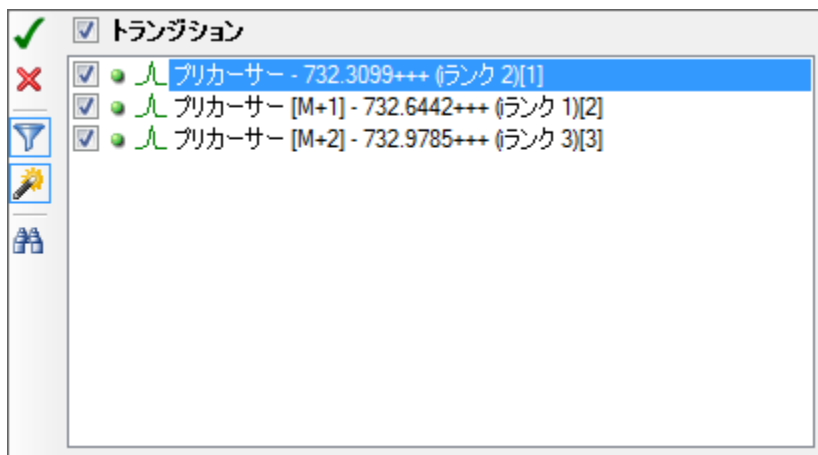 トランジション
プリカーサー - 732.3099+++ (iランク 2)[1]
プリカーサー [M+1] - 732.6442+++ (iランク 1)[2]
プリカーサー [M+2] - 732.9785+++ (iランク 3)[3]